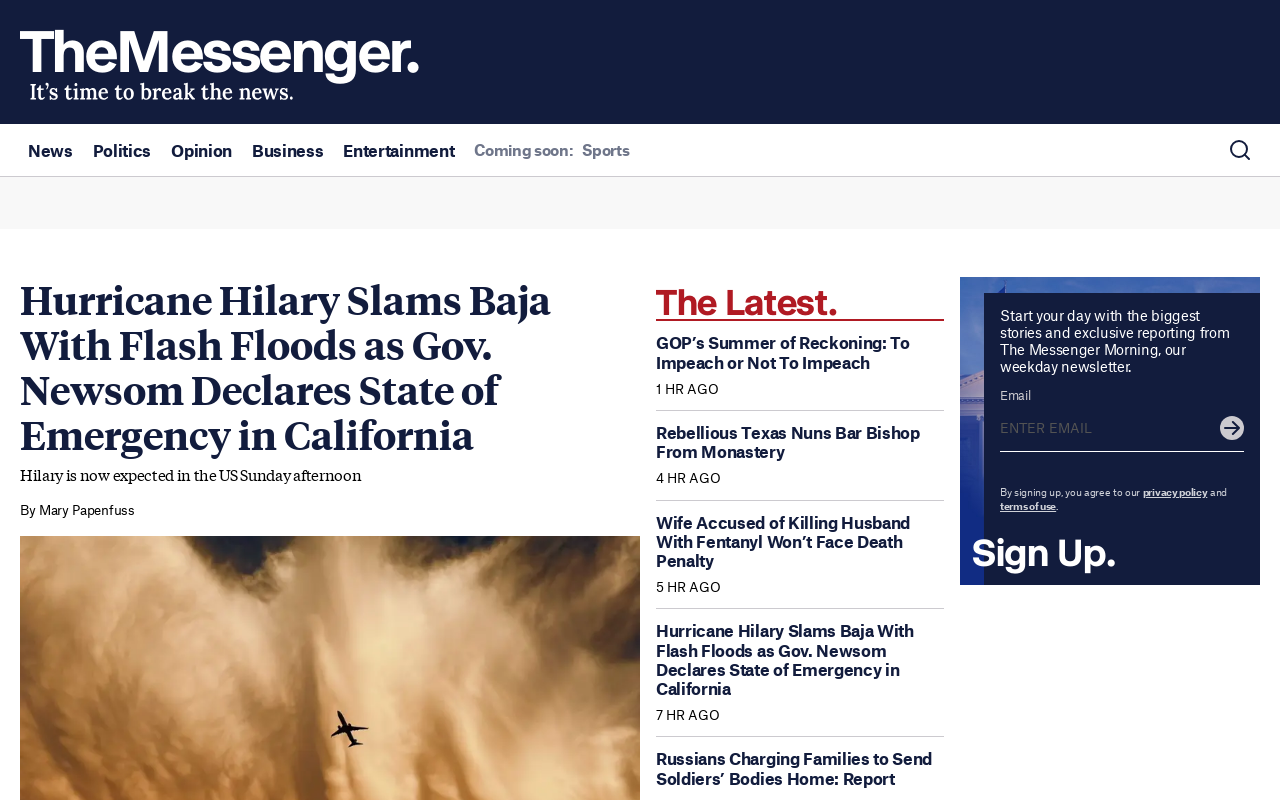 TheMessenger.
It's time to break the news.
News Politics Opinion Business Entertainment Coming soon: Sports
Hurricane Hilary Slams Baja
With Flash Floods as Gov.
Newsom Declares State of
Emergency in California
Hilary is now expected in the US Sunday afternoon
By Mary Papenfuss
The Latest.
GOP’s Summer of Reckoning: To
Impeach or Not To Impeach
1 HR AGO
Rebellious Texas Nuns Bar Bishop
From Monastery
4 HR AGO
Wife Accused of Killing Husband
With Fentanyl Won’t Face Death
Penalty
5 HR AGO
Hurricane Hilary Slams Baja With
Flash Floods as Gov. Newsom
Declares State of Emergency in
California
7 HR AGO
Russians Charging Families to Send
Soldiers’ Bodies Home: Report
Start your day with the biggest
stories and exclusive reporting from
The Messenger Morning, our
weekday newsletter.
Email
ENTER EMAIL
By signing up, you agree to our privacy policy and
terms of use.
Sign Up.